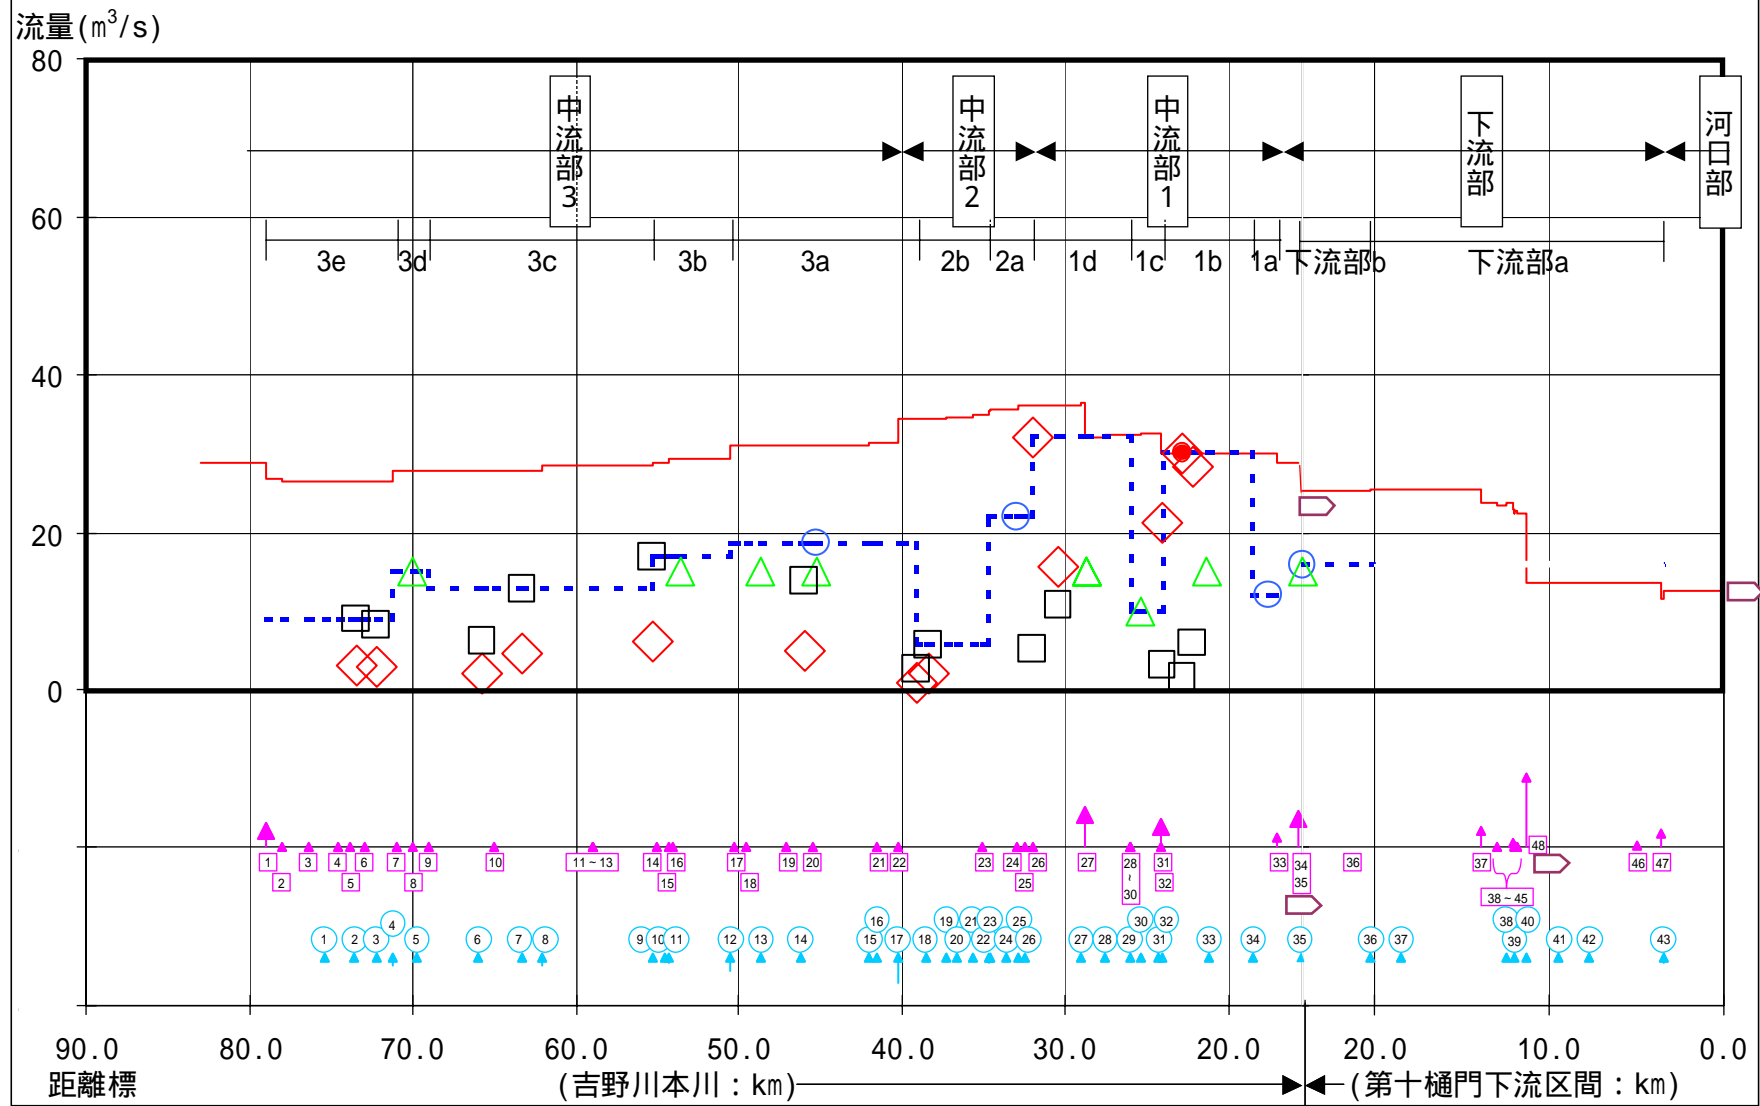 流量(m³/s)
80
60
40
20
0
中流部3
中流部2
中流部1
下流部
河口部
3e 3d 3c 3b 3a 2b 2a 1d 1c 1b 1a 下流部b 下流部a
1 3 4 6 7 9 10 11~13 14 16 17 19 20 21 22 23 24 26 27 28 31 33 34 36 37 48 46 47
2 5 8 15 18 25 ~ 30 32 35 38~45
4 16 19 21 23 25 30 32 38 40
1 2 3 5 6 7 8 9 10 11 12 13 14 15 17 18 20 22 24 26 27 28 29 31 33 34 35 36 37 39 41 42 43
90.0 80.0 70.0 60.0 50.0 40.0 30.0 20.0 20.0 10.0 0.0
距離標 (吉野川本川：km) (第十樋門下流区間：km)